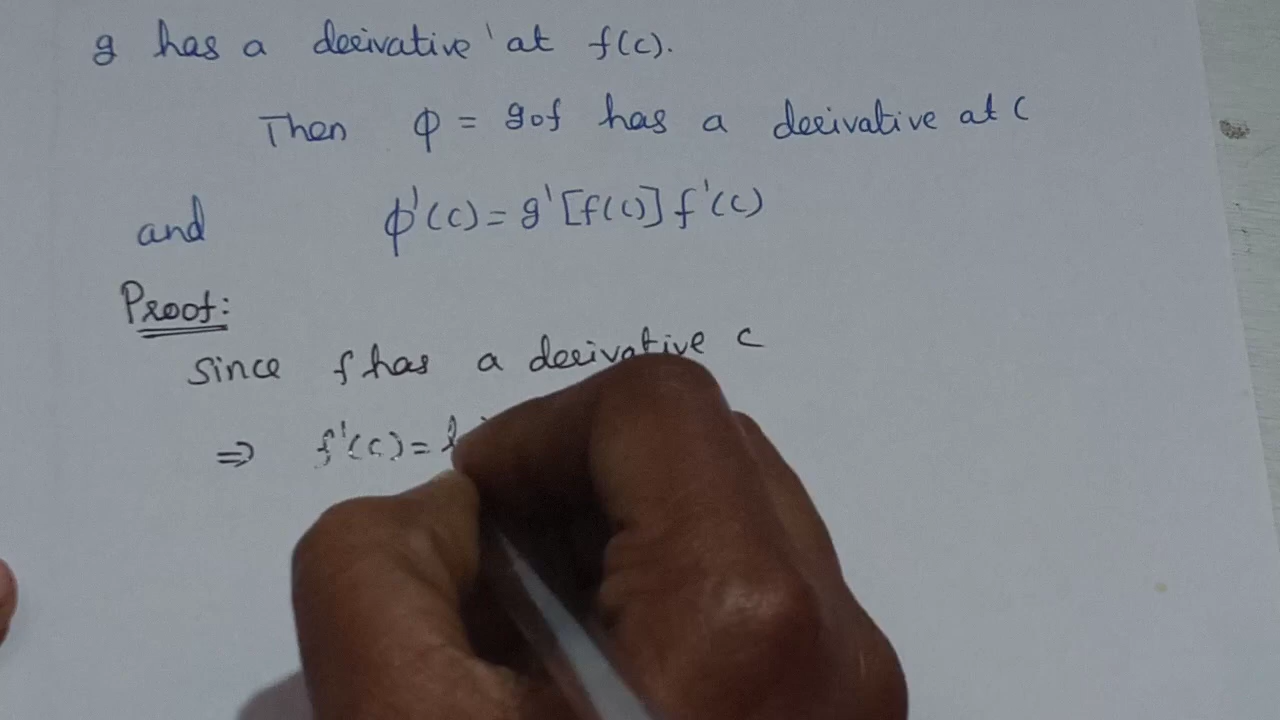 g has a derivative at f(c).
Then φ = gof has a derivative at c
and φ'(c) = g'[f(c)] f'(c)
Proof:
Since f has a derivative c
⇒ f'(c) =